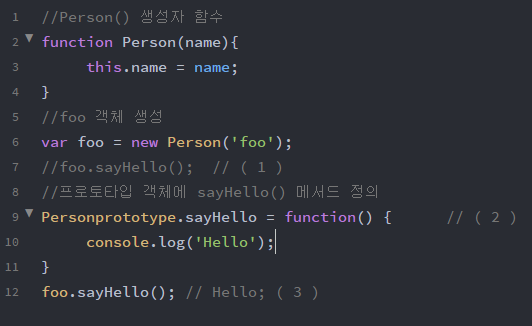 1 //Person() 생성자 함수
2 function Person(name){
3 this.name = name;
4 }
5 //foo 객체 생성
6 var foo = new Person('foo');
7 //foo.sayHello(); // ( 1 )
8 //프로토타입 객체에 sayHello() 메서드 정의
9 Personprototype.sayHello = function() { // ( 2 )
10 console.log('Hello');
11 }
12 foo.sayHello(); // Hello; ( 3 )